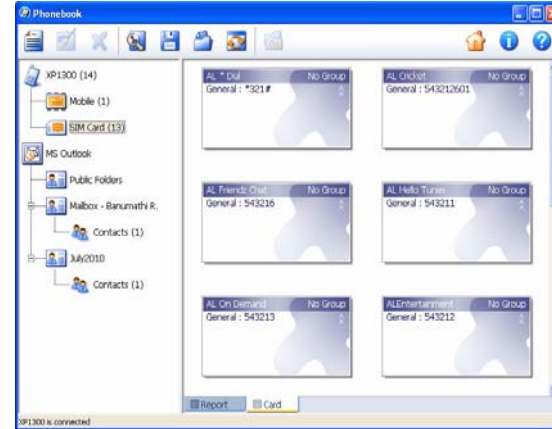 Phonebook
XP1300 (14)
Mobile (1)
SIM Card (13)
MS Outlook
Public Folders
Mailbox - Banumathi R.
Contacts (1)
July2010
Contacts (1)
AL * Dial No Group
General : *321#
AL Cricket No Group
General : 543212601
AL Friendz Chat No Group
General : 543216
AL Hello Tunes No Group
General : 543211
AL On Demand No Group
General : 543213
ALEntertainment No Group
General : 543212
Report Card
XP1300 is connected